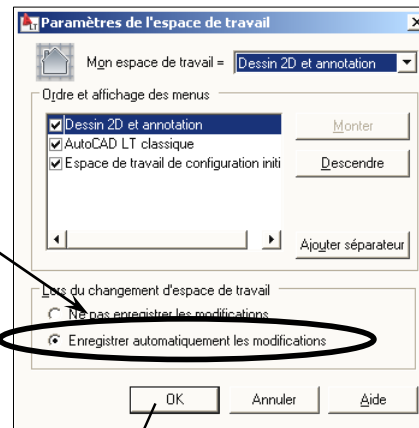 Paramètres de l'espace de travail
Mon espace de travail = Dessin 2D et annotation
Ordre et affichage des menus
Dessin 2D et annotation
AutoCAD LT classique
Espace de travail de configuration initi
Monter
Descendre
Ajouter séparateur
Lors du changement d'espace de travail
Ne pas enregistrer les modifications
Enregistrer automatiquement les modifications
OK Annuler Aide